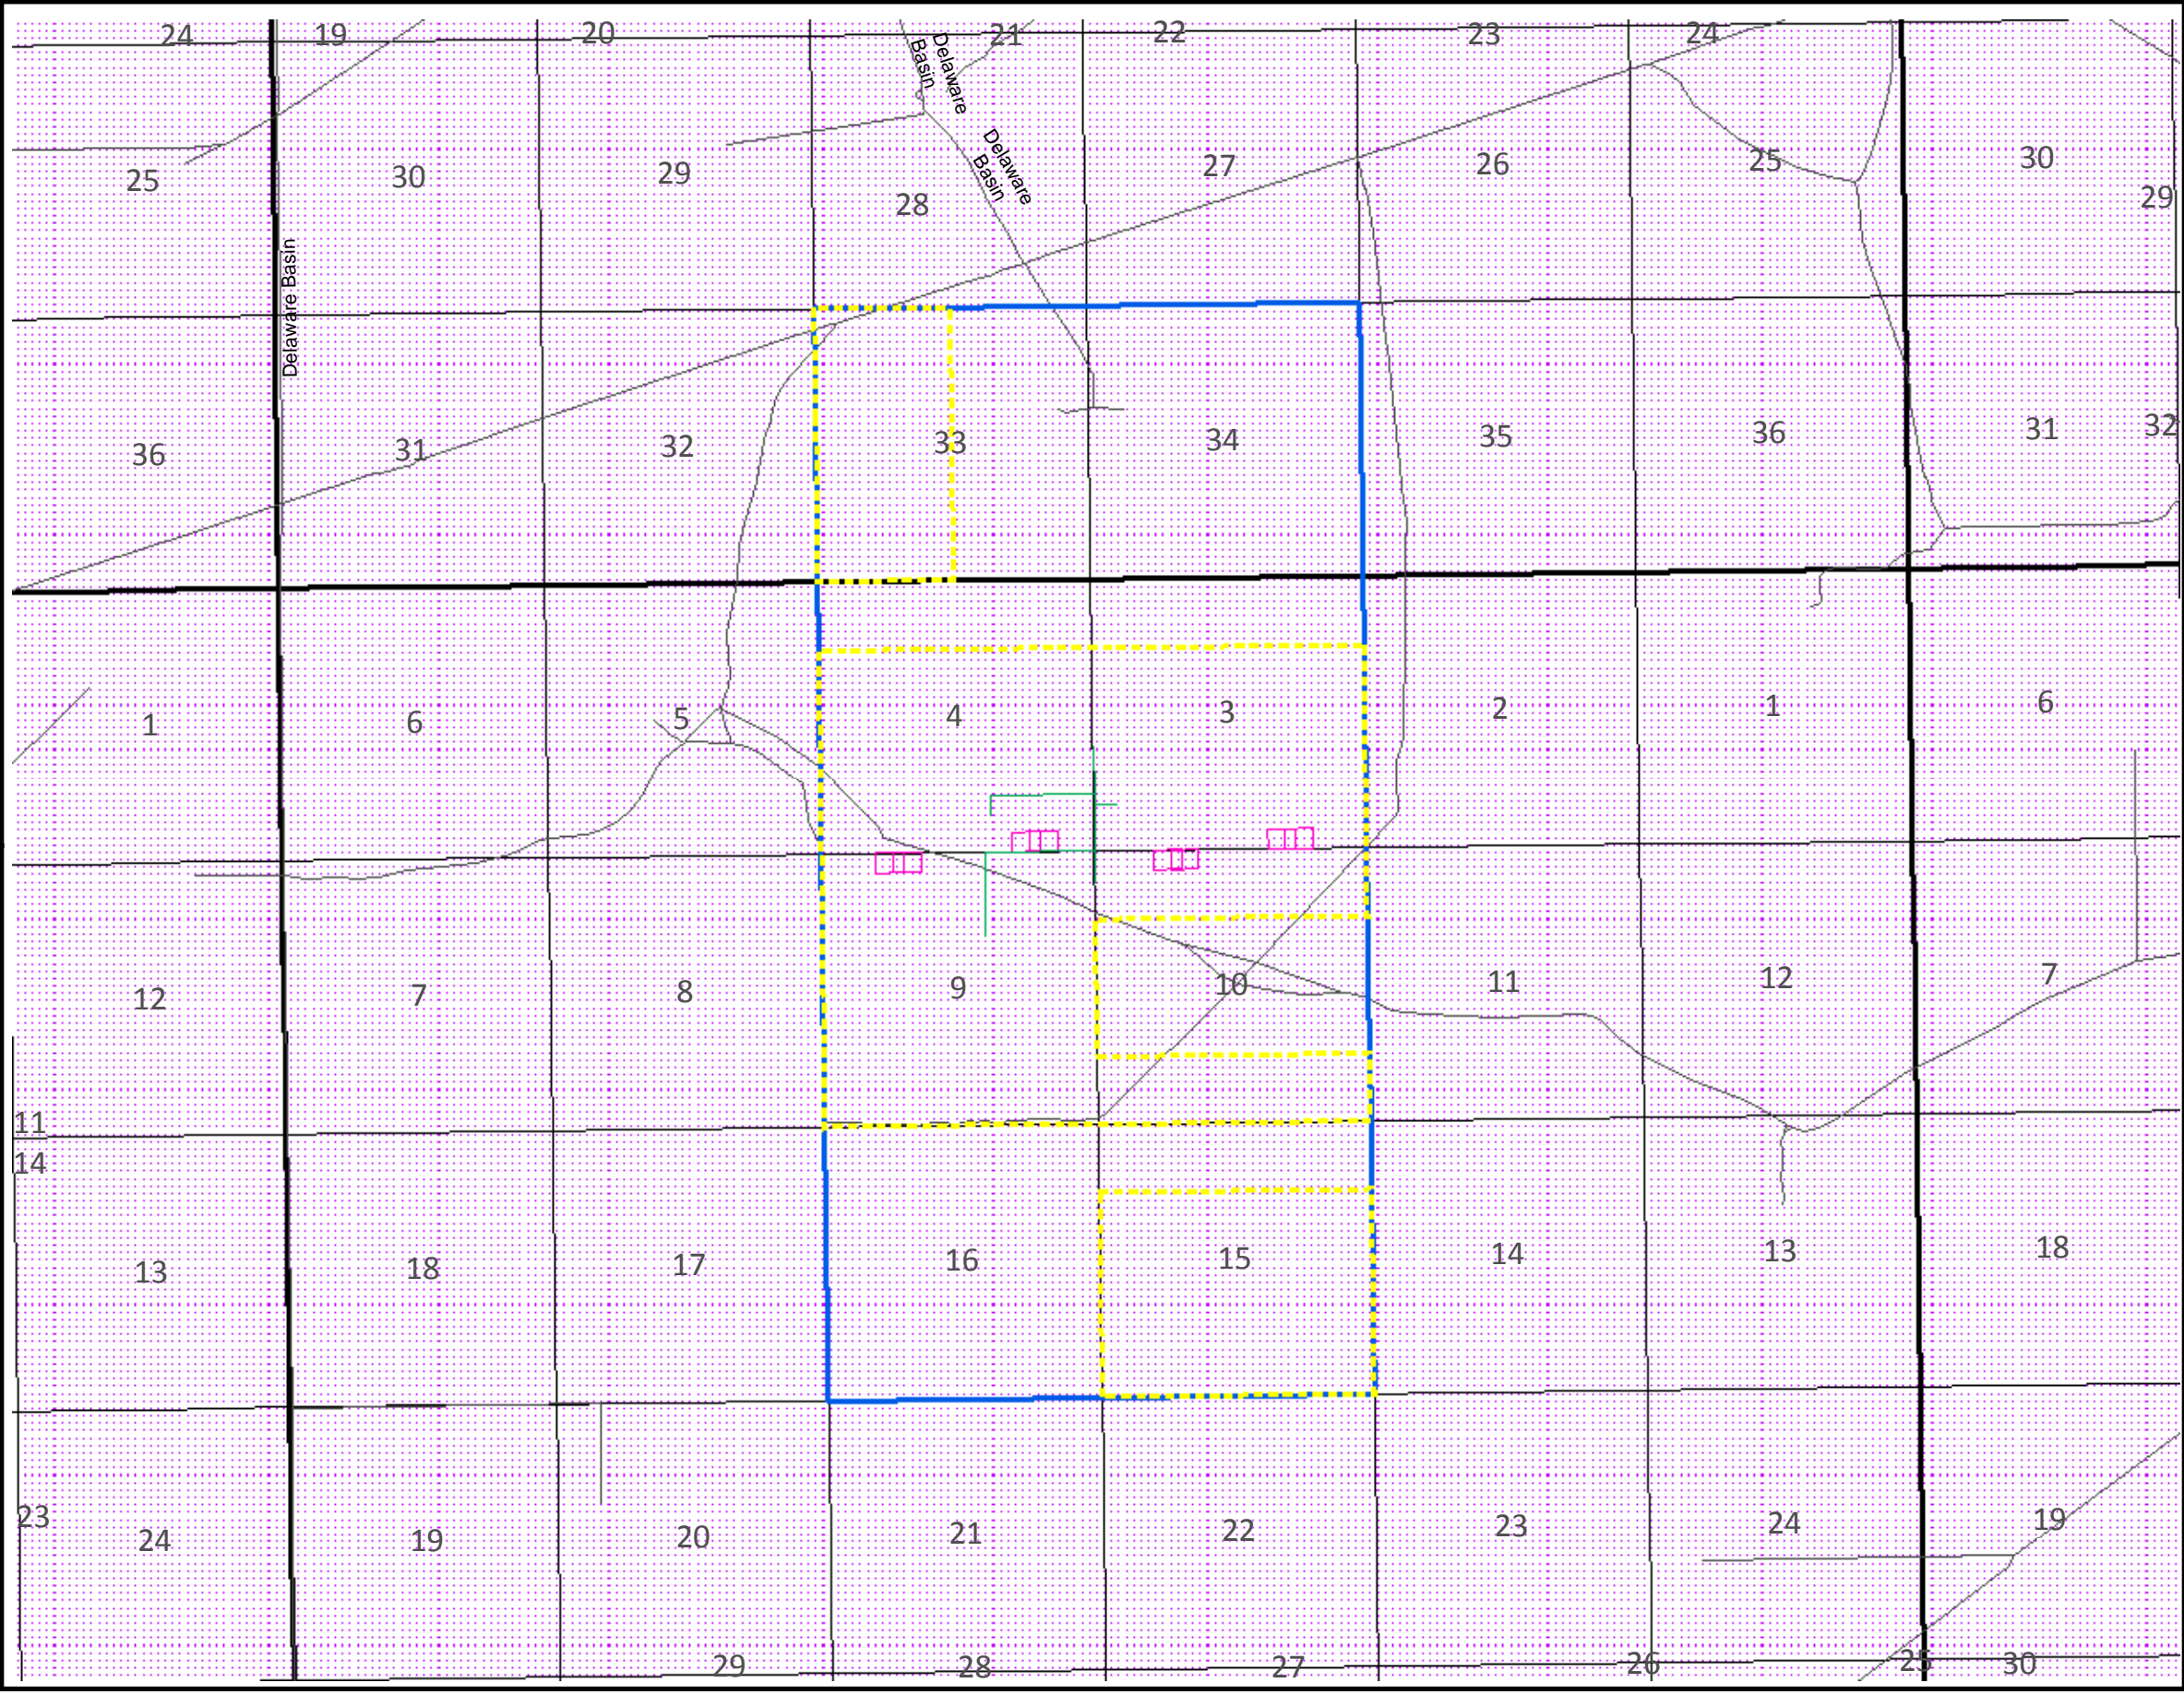 24 19 20 21 22 23 24
Delaware
Basin
Delaware
Basin
25 30 29 28 27 26 25 30 29
Delaware Basin
36 31 32 33 34 35 36 31 32
1 6 5 4 3 2 1 6
12 7 8 9 10 11 12 7
11
14
13 18 17 16 15 14 13 18
23 24 19 20 21 22 23 24 19
29 28 27 26 25 30